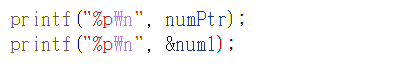 printf("%p₩n", numPtr);
printf("%p₩n", &num1);